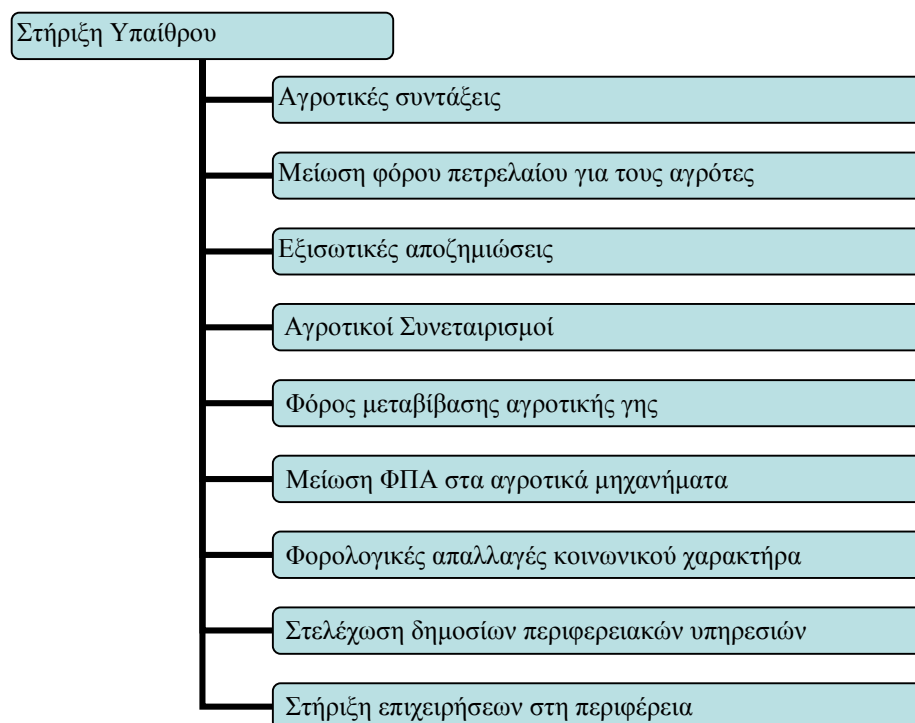 Στήριξη Υπαίθρου
Αγροτικές συντάξεις
Μείωση φόρου πετρελαίου για τους αγρότες
Εξισωτικές αποζημιώσεις
Αγροτικοί Συνεταιρισμοί
Φόρος μεταβίβασης αγροτικής γης
Μείωση ΦΠΑ στα αγροτικά μηχανήματα
Φορολογικές απαλλαγές κοινωνικού χαρακτήρα
Στελέχωση δημοσίων περιφερειακών υπηρεσιών
Στήριξη επιχειρήσεων στη περιφέρεια